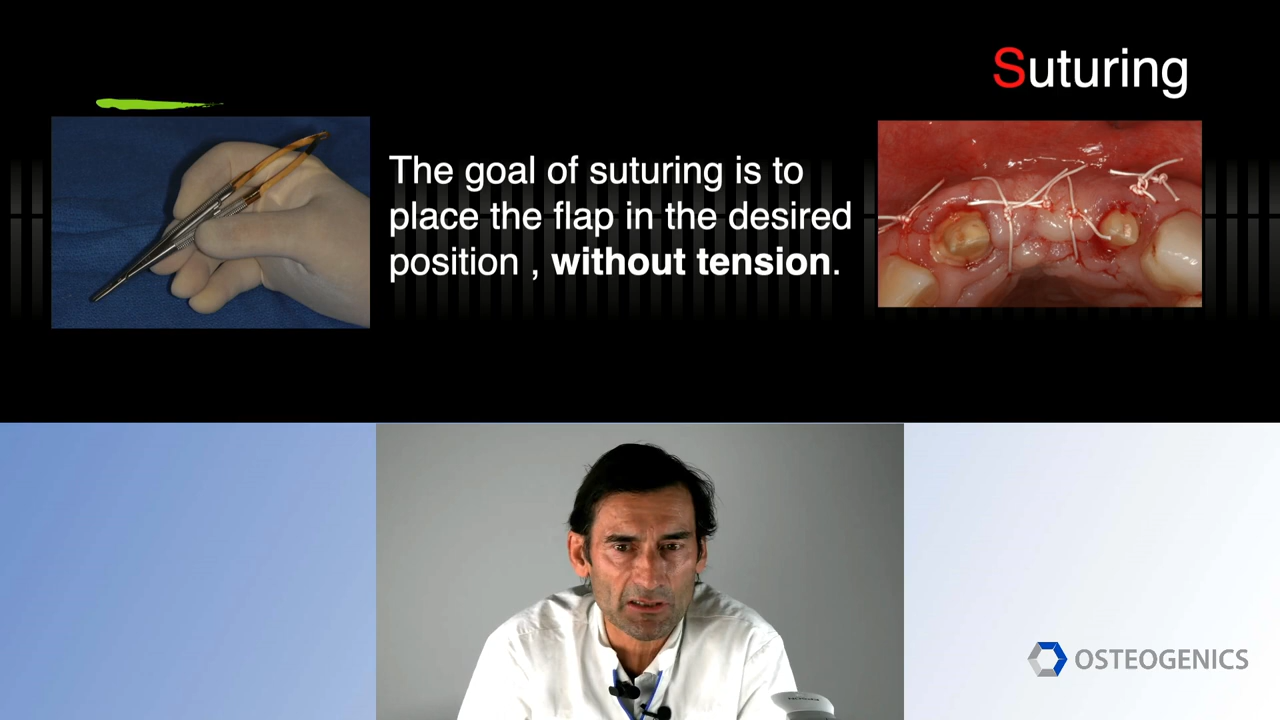 Suturing
The goal of suturing is to
place the flap in the desired
position , without tension.
OSTEOGENICS